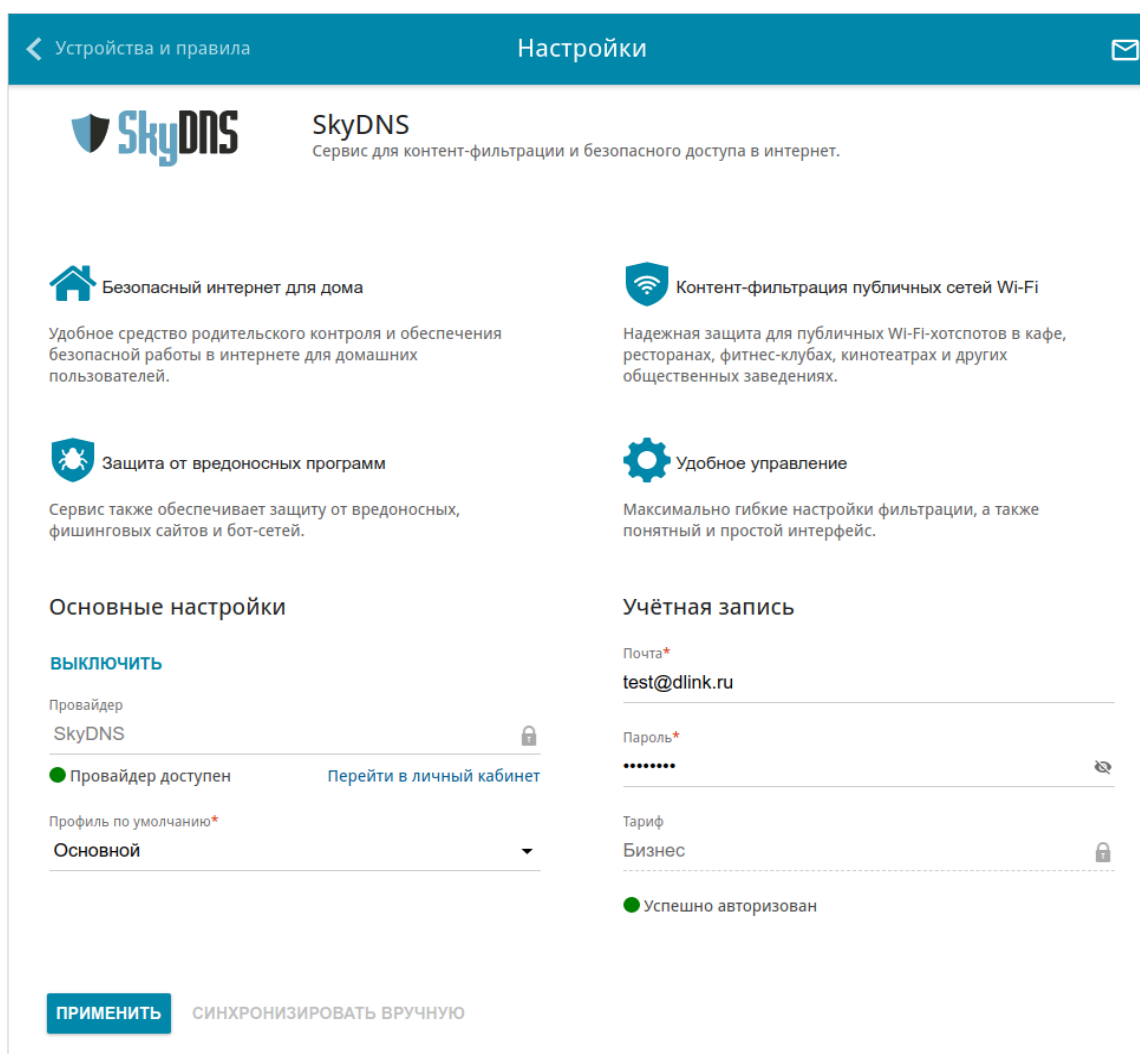 Устройства и правила
Настройки
SkyDNS
SkyDNS
Сервис для контент-фильтрации и безопасного доступа в интернет.
Безопасный интернет для дома
Удобное средство родительского контроля и обеспечения
безопасной работы в интернете для домашних
пользователей.
Контент-фильтрация публичных сетей Wi-Fi
Надежная защита для публичных Wi-Fi-хотспотов в кафе,
ресторанах, фитнес-клубах, кинотеатрах и других
общественных заведениях.
Защита от вредоносных программ
Сервис также обеспечивает защиту от вредоносных,
фишинговых сайтов и бот-сетей.
Удобное управление
Максимально гибкие настройки фильтрации, а также
понятный и простой интерфейс.
Основные настройки
ВЫКЛЮЧИТЬ
Провайдер
SkyDNS
Провайдер доступен
Перейти в личный кабинет
Профиль по умолчанию*
Основной
Учётная запись
Почта*
test@dlink.ru
Пароль*
••••••••
Тариф
Бизнес
Успешно авторизован
ПРИМЕНИТЬ
СИНХРОНИЗИРОВАТЬ ВРУЧНУЮ